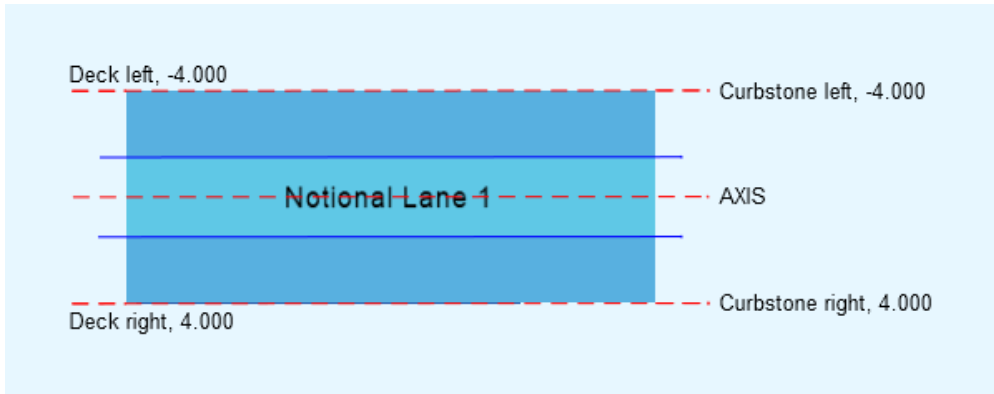 Deck left, -4.000
Curbstone left, -4.000
Notional Lane 1
AXIS
Curbstone right, 4.000
Deck right, 4.000